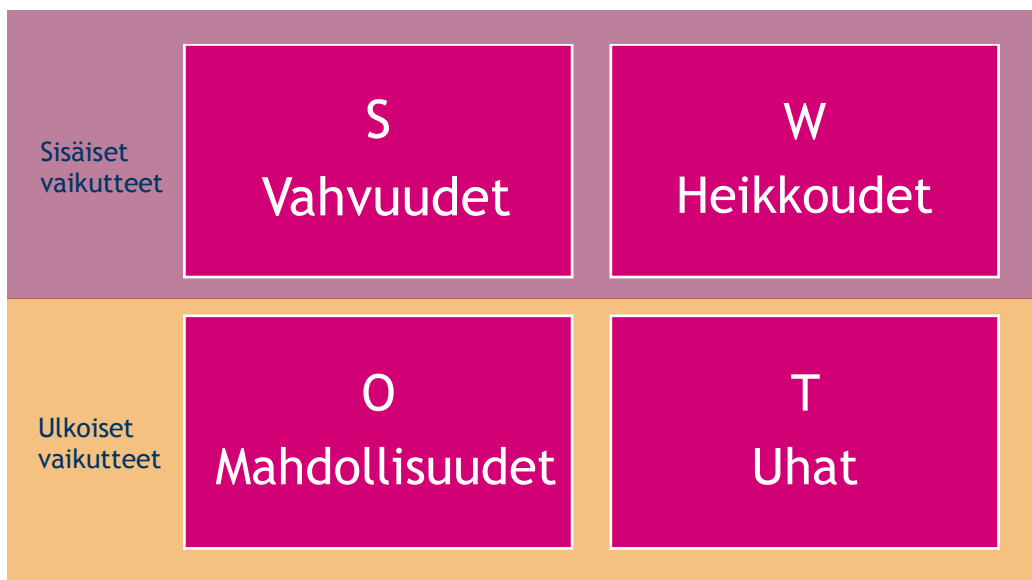 Sisäiset
vaikutteet
S
Vahvuudet
W
Heikkoudet
Ulkoiset
vaikutteet
O
Mahdollisuudet
T
Uhat